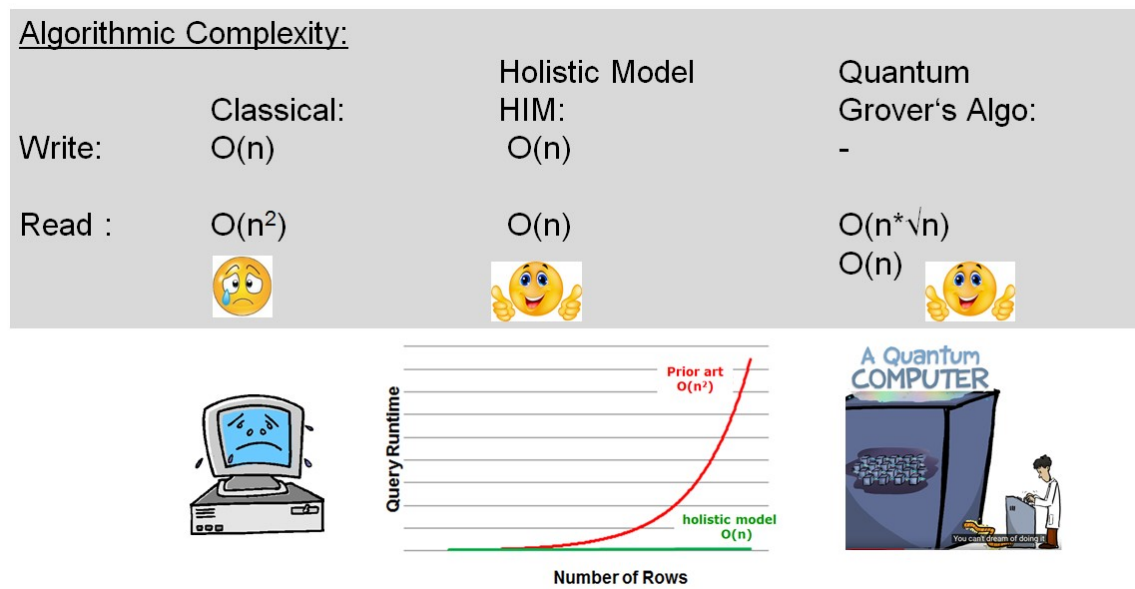 Algorithmic Complexity:
Holistic Model Quantum
Classical: HIM: Grover‘s Algo:
Write: O(n) O(n) -
Read : O(n²) O(n) O(n*√n)
O(n)
Prior art
O(n²)
Query Runtime
holistic model
O(n)
Number of Rows
A Quantum
COMPUTER
You can't dream of doing it